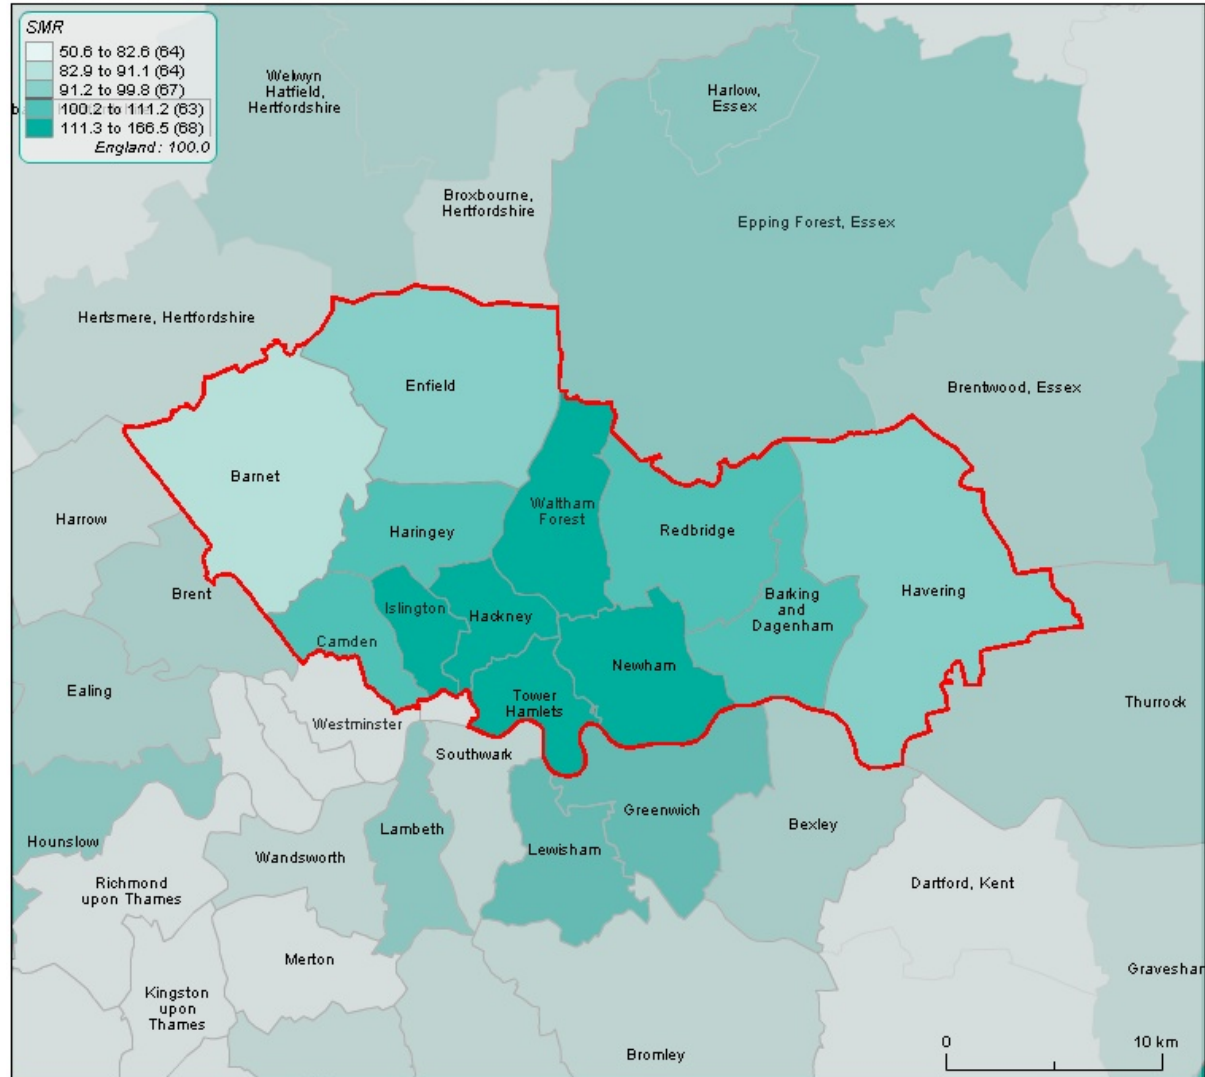 SMR
50.6 to 82.6 (64)
82.9 to 91.1 (64)
91.2 to 99.8 (67)
100.2 to 111.2 (63)
111.3 to 166.5 (68)
England: 100.0
Welwyn
Hatfield,
Hertfordshire
Harlow,
Essex
Broxbourne,
Hertfordshire
Epping Forest, Essex
Hertsmere, Hertfordshire
Enfield
Brentwood, Essex
Barnet
Harrow
Waltham
Forest
Haringey
Redbridge
Brent
Islington
Hackney
Barking
and
Dagenham
Havering
Camden
Newham
Ealing
Tower
Hamlets
Thurrock
Westminster
Southwark
Greenwich
Hounslow
Lambeth
Bexley
Wandsworth
Lewisham
Richmond
upon Thames
Dartford, Kent
Merton
Gravesha
Kingston
upon
Thames
Bromley
0 10 km